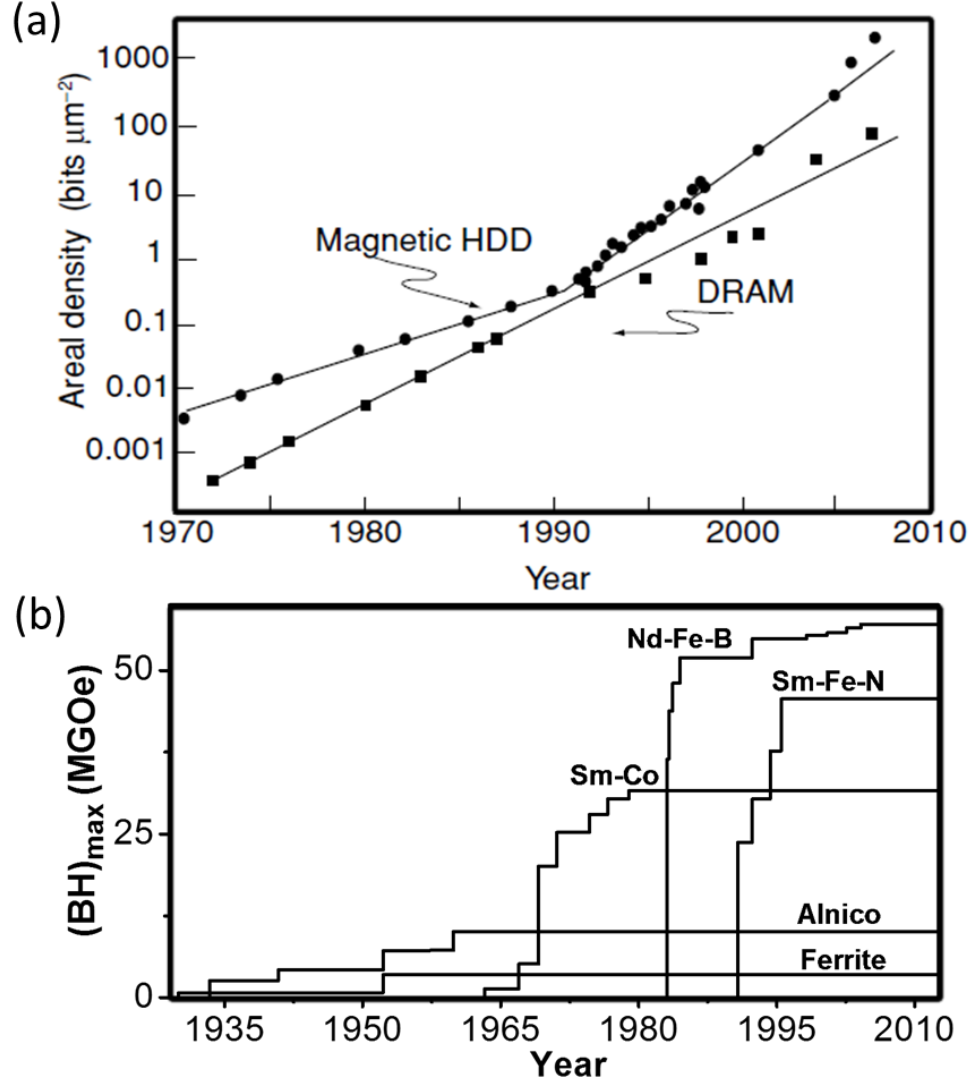 (a)
Areal density (bits μm⁻²)
1000
100
10
1
0.1
0.01
0.001
Magnetic HDD
DRAM
1970 1980 1990 2000 2010
Year
(b)
(BH)max (MGOe)
50
25
0
Nd-Fe-B
Sm-Fe-N
Sm-Co
Alnico
Ferrite
1935 1950 1965 1980 1995 2010
Year